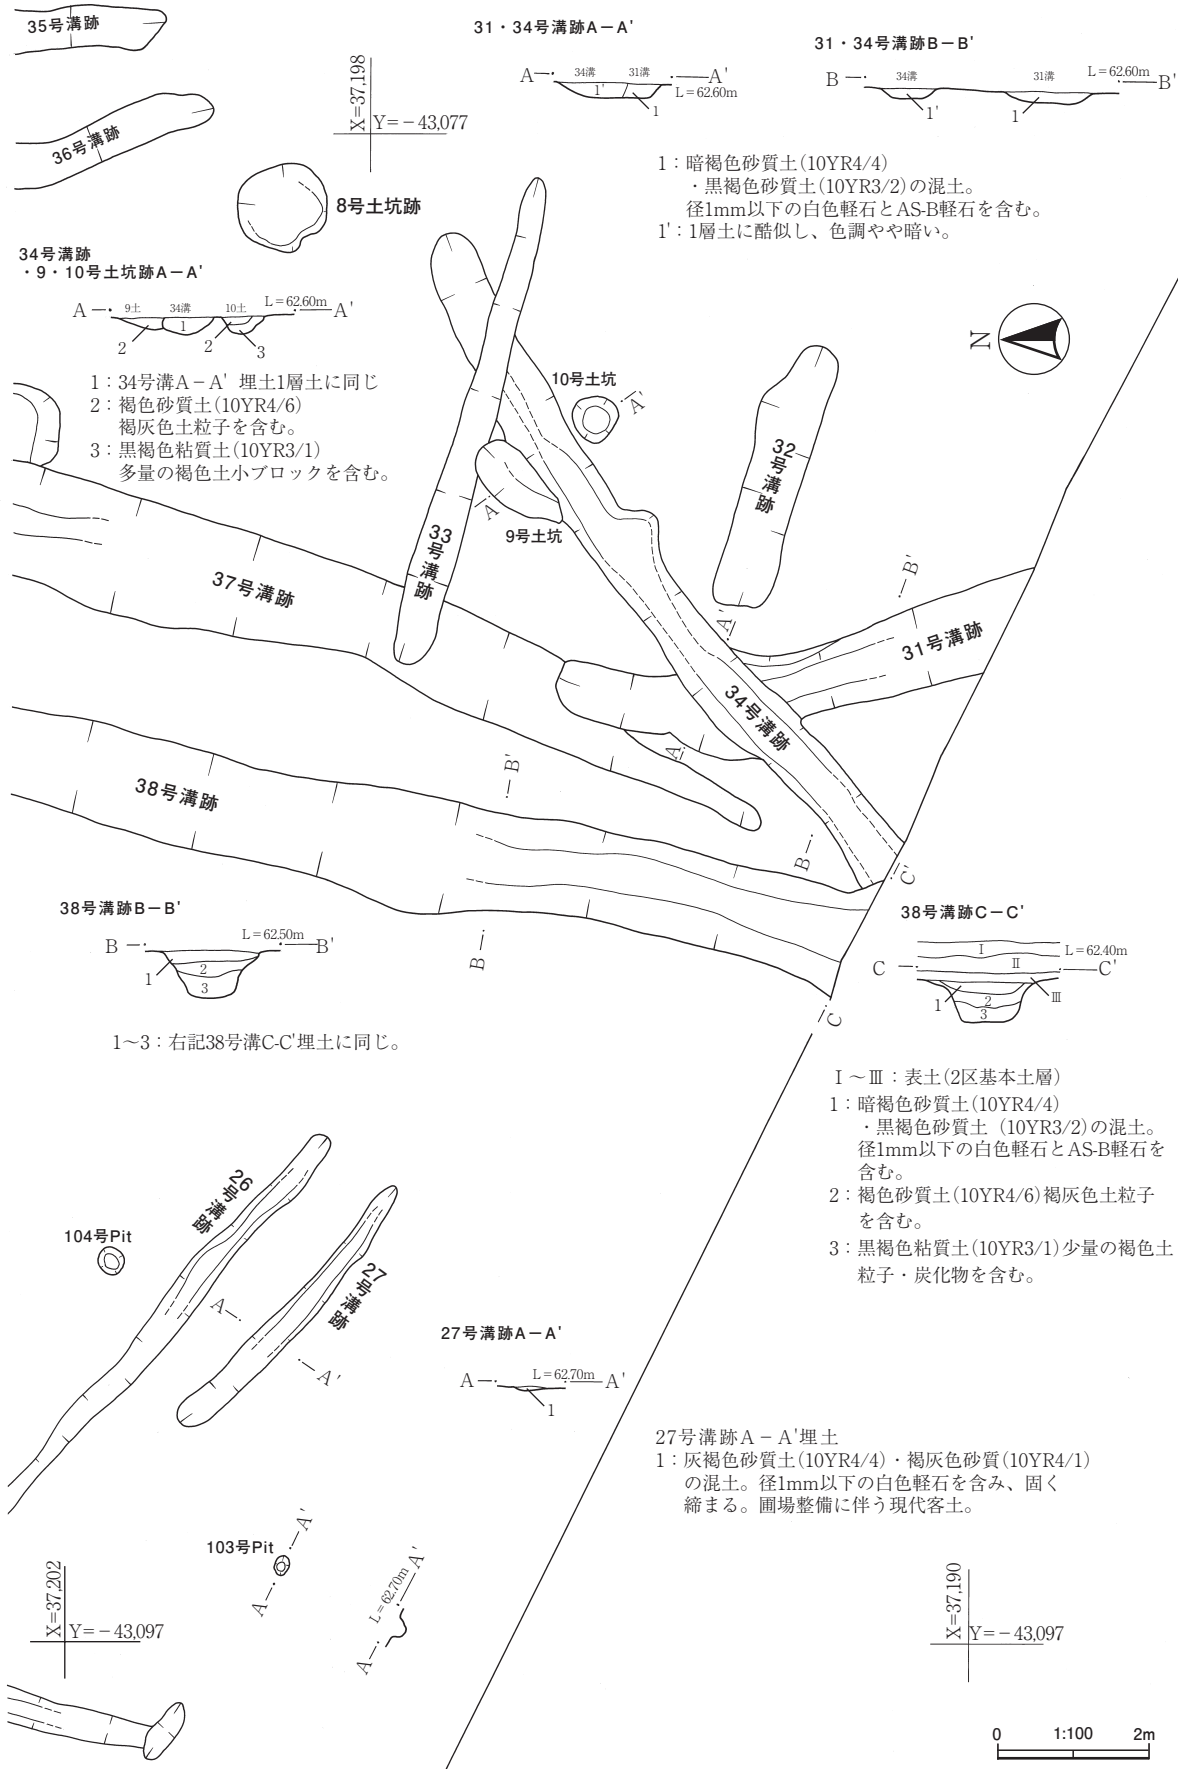 35号溝跡
36号溝跡
X=37,198
Y=-43,077
8号土坑跡
31・34号溝跡A-A'
A
34溝
31溝
A'
L=62.60m
1'
1
31・34号溝跡B-B'
B
34溝
31溝
L=62.60m
B'
1'
1
1：暗褐色砂質土(10YR4/4)
・黒褐色砂質土(10YR3/2)の混土。
径1mm以下の白色軽石とAS-B軽石を含む。
1'：1層土に酷似し、色調やや暗い。
34号溝跡
・9・10号土坑跡A-A'
A
9土
34溝
10土
L=62.60m
A'
1
2
2
3
1：34号溝A-A' 埋土1層土に同じ
2：褐色砂質土(10YR4/6)
褐灰色土粒子を含む。
3：黒褐色粘質土(10YR3/1)
多量の褐色土小ブロックを含む。
N
10号土坑
A'
A
9号土坑
32号溝跡
33号溝跡
37号溝跡
B'
A'
31号溝跡
34号溝跡
A
B'
38号溝跡
B
C'
B
C
38号溝跡B-B'
B
L=62.50m
B'
1
2
3
1～3：右記38号溝C-C'埋土に同じ。
38号溝跡C-C'
I
L=62.40m
II
C
C'
III
1
2
3
I～III：表土(2区基本土層)
1：暗褐色砂質土(10YR4/4)
・黒褐色砂質土（10YR3/2)の混土。
径1mm以下の白色軽石とAS-B軽石を
含む。
2：褐色砂質土(10YR4/6)褐灰色土粒子
を含む。
3：黒褐色粘質土(10YR3/1)少量の褐色土
粒子・炭化物を含む。
26号溝跡
104号Pit
27号溝跡
A
A'
27号溝跡A-A'
A
L=62.70m
A'
1
27号溝跡A-A'埋土
1：灰褐色砂質土(10YR4/4)・褐灰色砂質(10YR4/1)
の混土。径1mm以下の白色軽石を含み、固く
締まる。圃場整備に伴う現代客土。
103号Pit
A'
A
L=62.70m
A'
A
X=37,202
Y=-43,097
X=37,190
Y=-43,097
0 1:100 2m